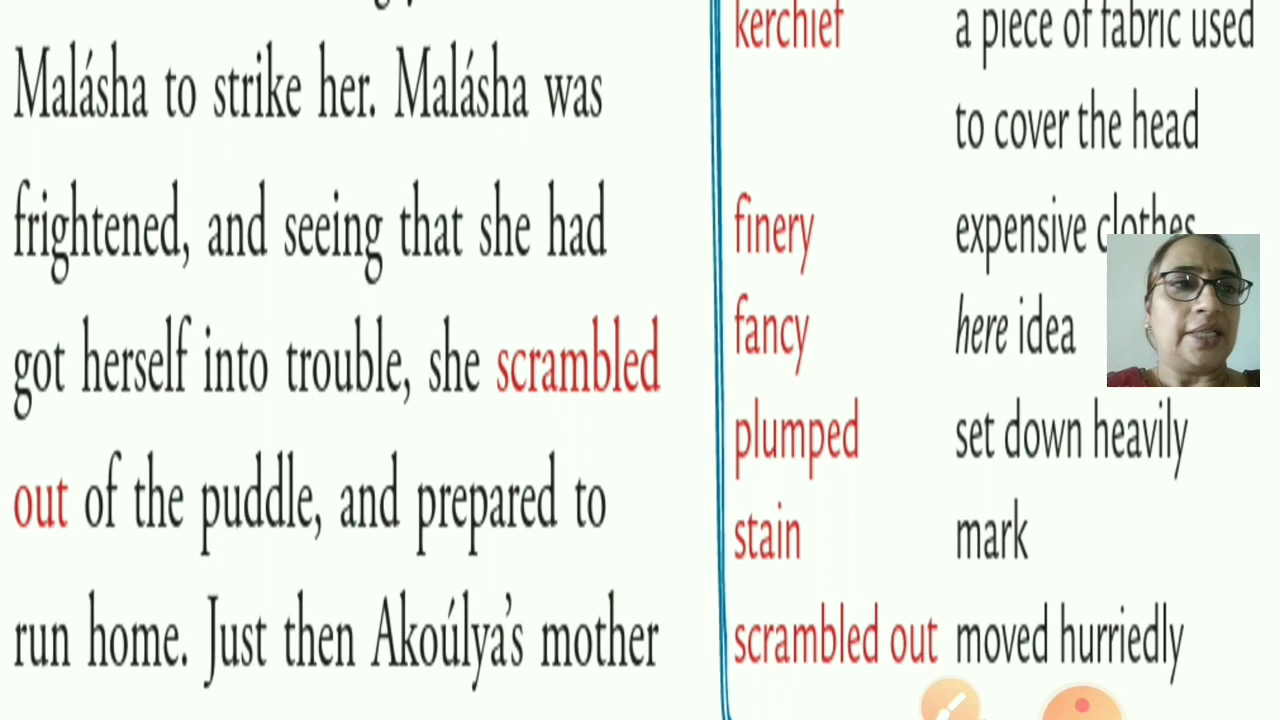 Malásha to strike her. Malásha was
frightened, and seeing that she had
got herself into trouble, she scrambled
out of the puddle, and prepared to
run home. Just then Akoúlya's mother
kerchief a piece of fabric used
to cover the head
finery expensive clothes
fancy here idea
plumped set down heavily
stain mark
scrambled out moved hurriedly